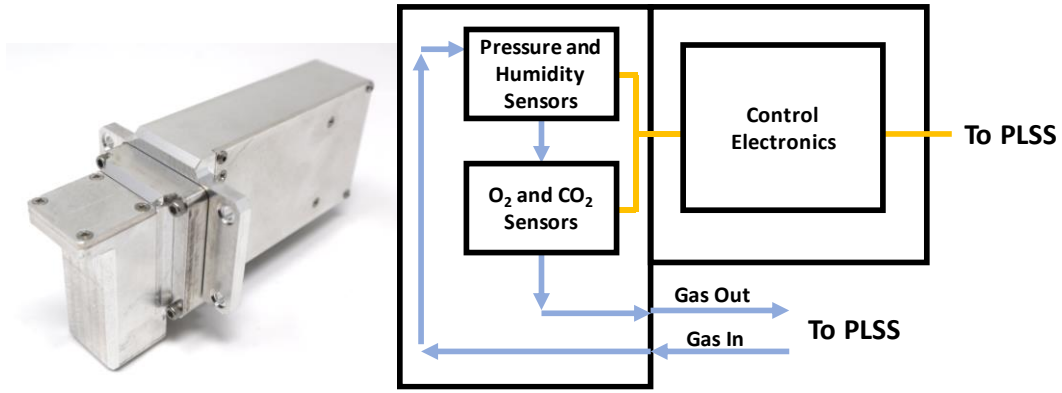 Pressure and
Humidity
Sensors
Control
Electronics
To PLSS
O₂ and CO₂
Sensors
Gas Out
To PLSS
Gas In